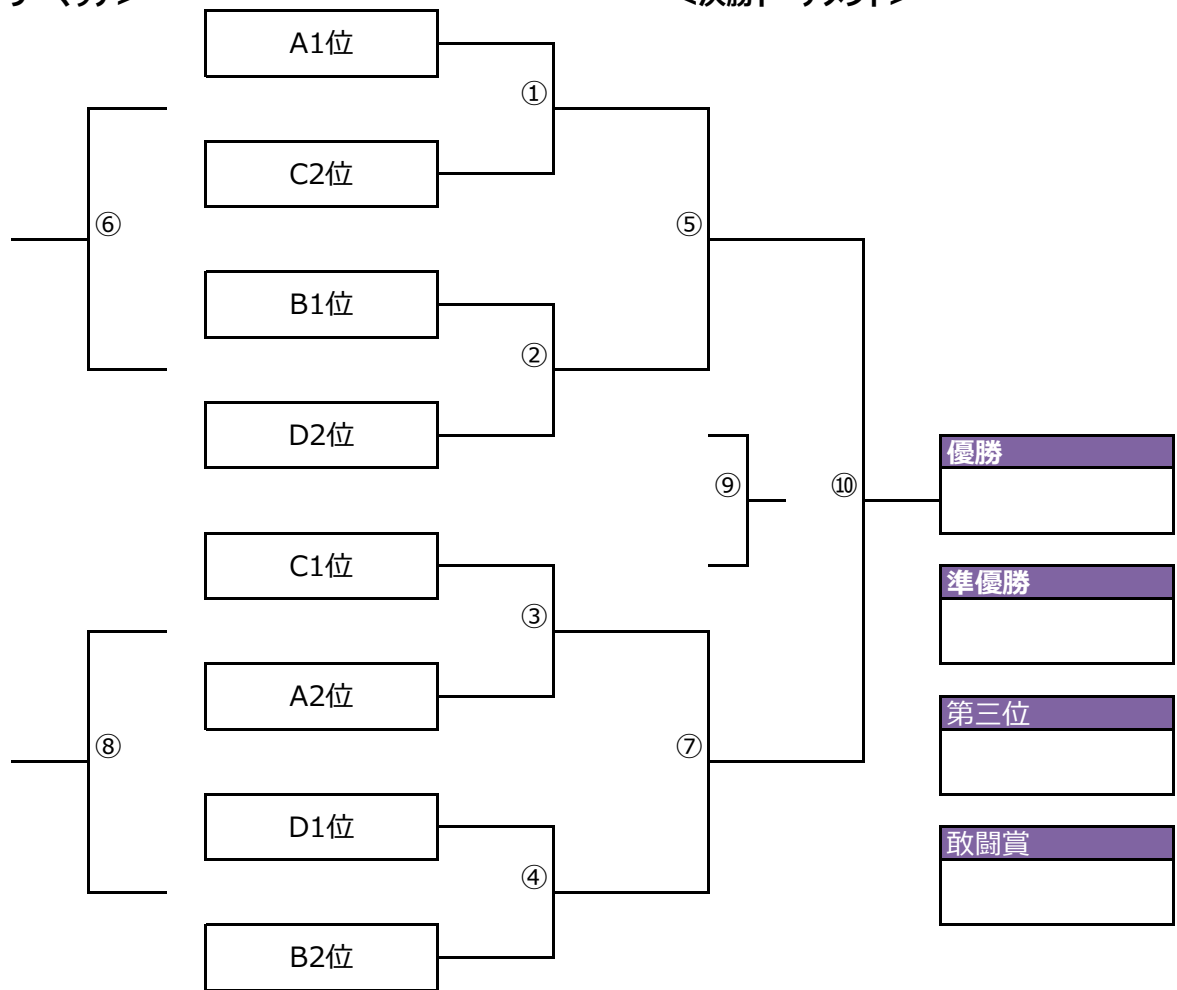 A1位
①
C2位
⑥
⑤
B1位
②
D2位
優勝
⑨
⑩
C1位
準優勝
③
A2位
第三位
⑧
⑦
D1位
敢闘賞
④
B2位